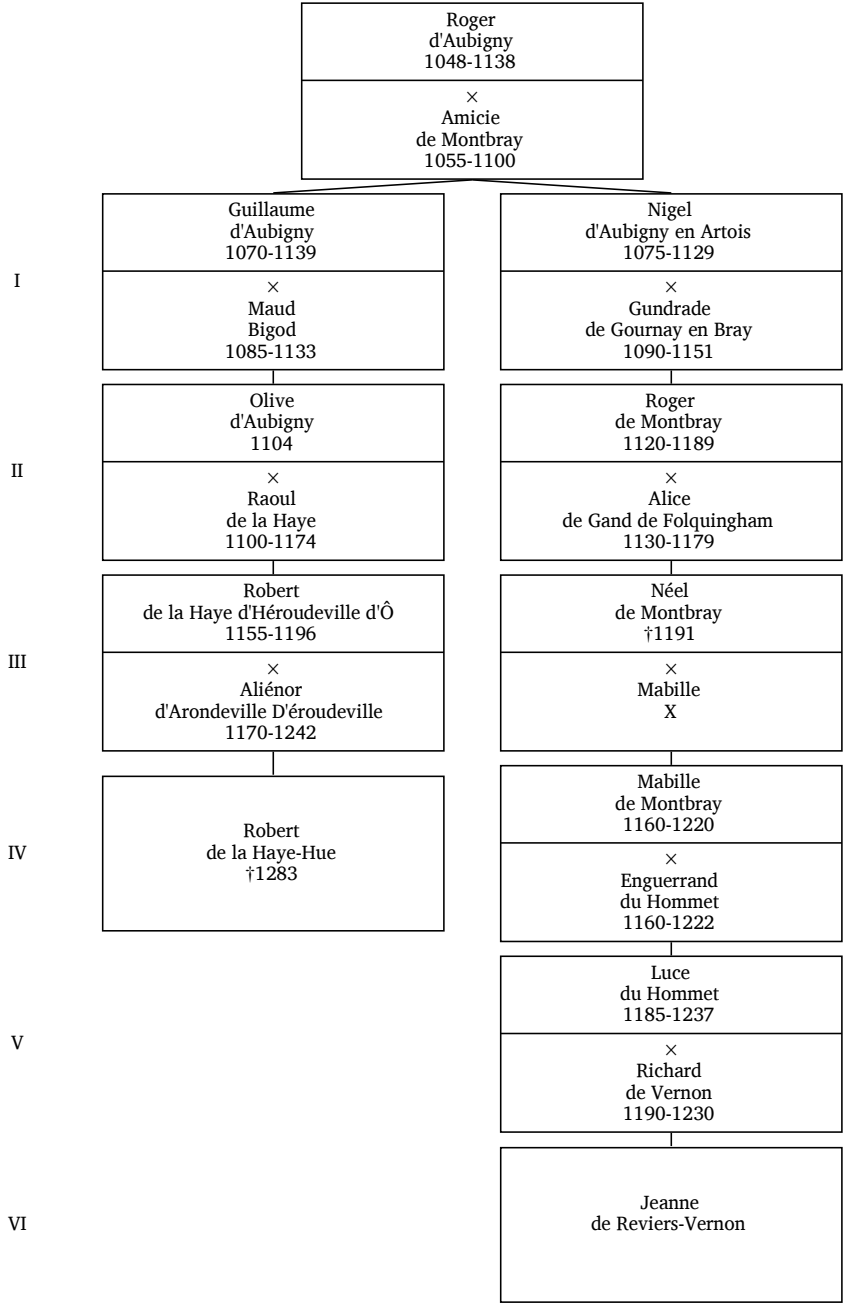 Roger
d'Aubigny
1048-1138
×
Amicie
de Montbray
1055-1100
I
Guillaume
d'Aubigny
1070-1139
×
Maud
Bigod
1085-1133
Nigel
d'Aubigny en Artois
1075-1129
×
Gundrade
de Gournay en Bray
1090-1151
II
Olive
d'Aubigny
1104
×
Raoul
de la Haye
1100-1174
Roger
de Montbray
1120-1189
×
Alice
de Gand de Folquingham
1130-1179
III
Robert
de la Haye d'Héroudeville d'Ô
1155-1196
×
Aliénor
d'Arondeville D'éroudeville
1170-1242
Néel
de Montbray
†1191
×
Mabille
X
IV
Robert
de la Haye-Hue
†1283
Mabille
de Montbray
1160-1220
×
Enguerrand
du Hommet
1160-1222
V
Luce
du Hommet
1185-1237
×
Richard
de Vernon
1190-1230
VI
Jeanne
de Reviers-Vernon